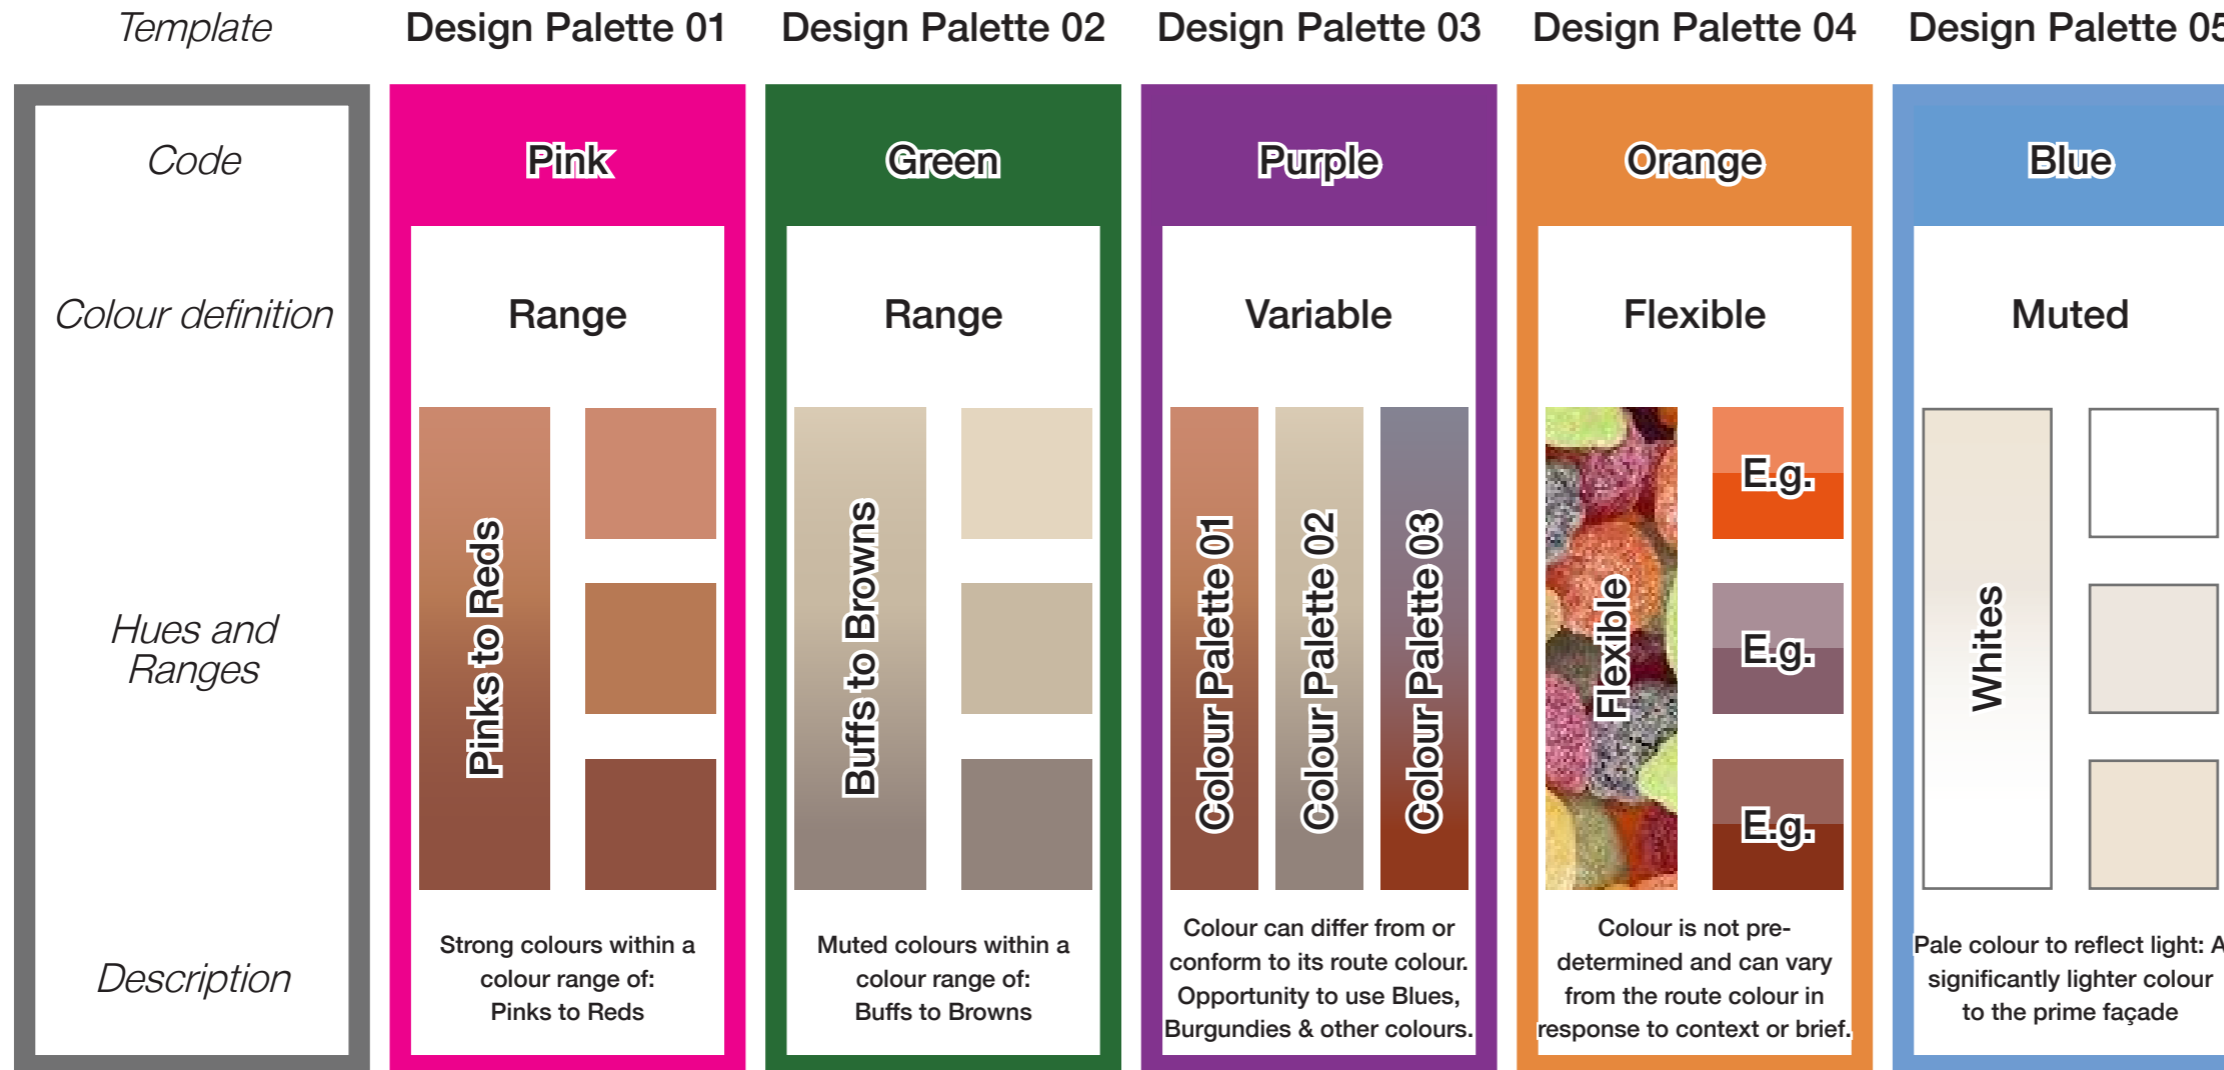 Template
Design Palette 01
Design Palette 02
Design Palette 03
Design Palette 04
Design Palette 05
Code
Pink
Green
Purple
Orange
Blue
Colour definition
Range
Range
Variable
Flexible
Muted
Hues and
Ranges
Pinks to Reds
Buffs to Browns
Colour Palette 01
Colour Palette 02
Colour Palette 03
Flexible
E.g.
E.g.
E.g.
Whites
Description
Strong colours within a
colour range of:
Pinks to Reds
Muted colours within a
colour range of:
Buffs to Browns
Colour can differ from or
conform to its route colour.
Opportunity to use Blues,
Burgundies & other colours.
Colour is not pre-
determined and can vary
from the route colour in
response to context or brief.
Pale colour to reflect light: A
significantly lighter colour
to the prime façade